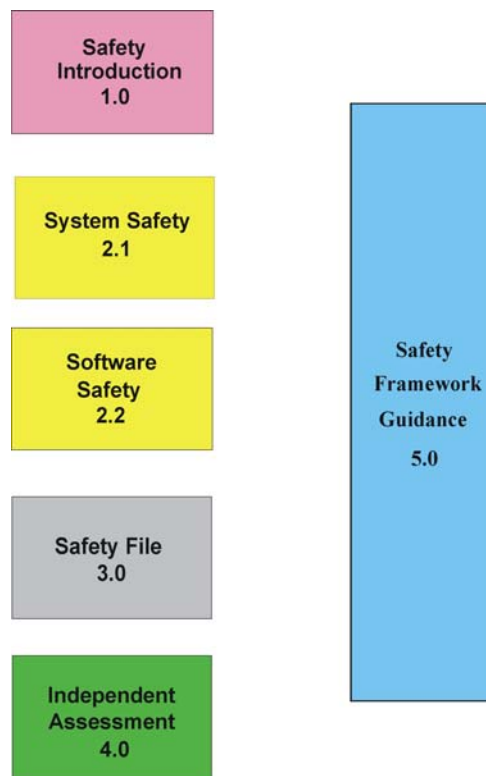 Safety
Introduction
1.0
System Safety
2.1
Software
Safety
2.2
Safety File
3.0
Independent
Assessment
4.0
Safety
Framework
Guidance
5.0